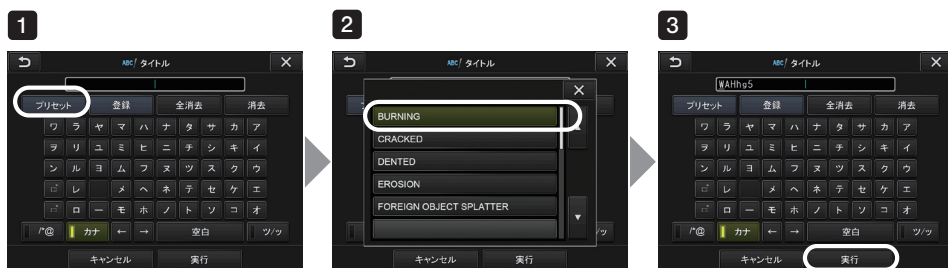 1
ABC/ タイトル
プリセット 登録 全消去 消去
ワ ラ ヤ マ ハ ナ タ サ カ ア
ヲ リ ユ ミ ヒ ニ チ シ キ イ
ン ル ヨ ム フ ヌ ツ ス ク ウ
レ メ ヘ ネ テ セ ケ エ
ロ ー モ ホ ノ ト ソ コ オ
/*@ カナ ← → 空白 ツ/ッ
キャンセル 実行
2
ABC/ タイトル
BURNING
CRACKED
DENTED
EROSION
FOREIGN OBJECT SPLATTER
キャンセル 実行
3
ABC/ タイトル
WAHhg5
プリセット 登録 全消去 消去
ワ ラ ヤ マ ハ ナ タ サ カ ア
ヲ リ ユ ミ ヒ ニ チ シ キ イ
ン ル ヨ ム フ ヌ ツ ス ク ウ
レ メ ヘ ネ テ セ ケ エ
ロ ー モ ホ ノ ト ソ コ オ
/*@ カナ ← → 空白 ツ/ッ
キャンセル 実行